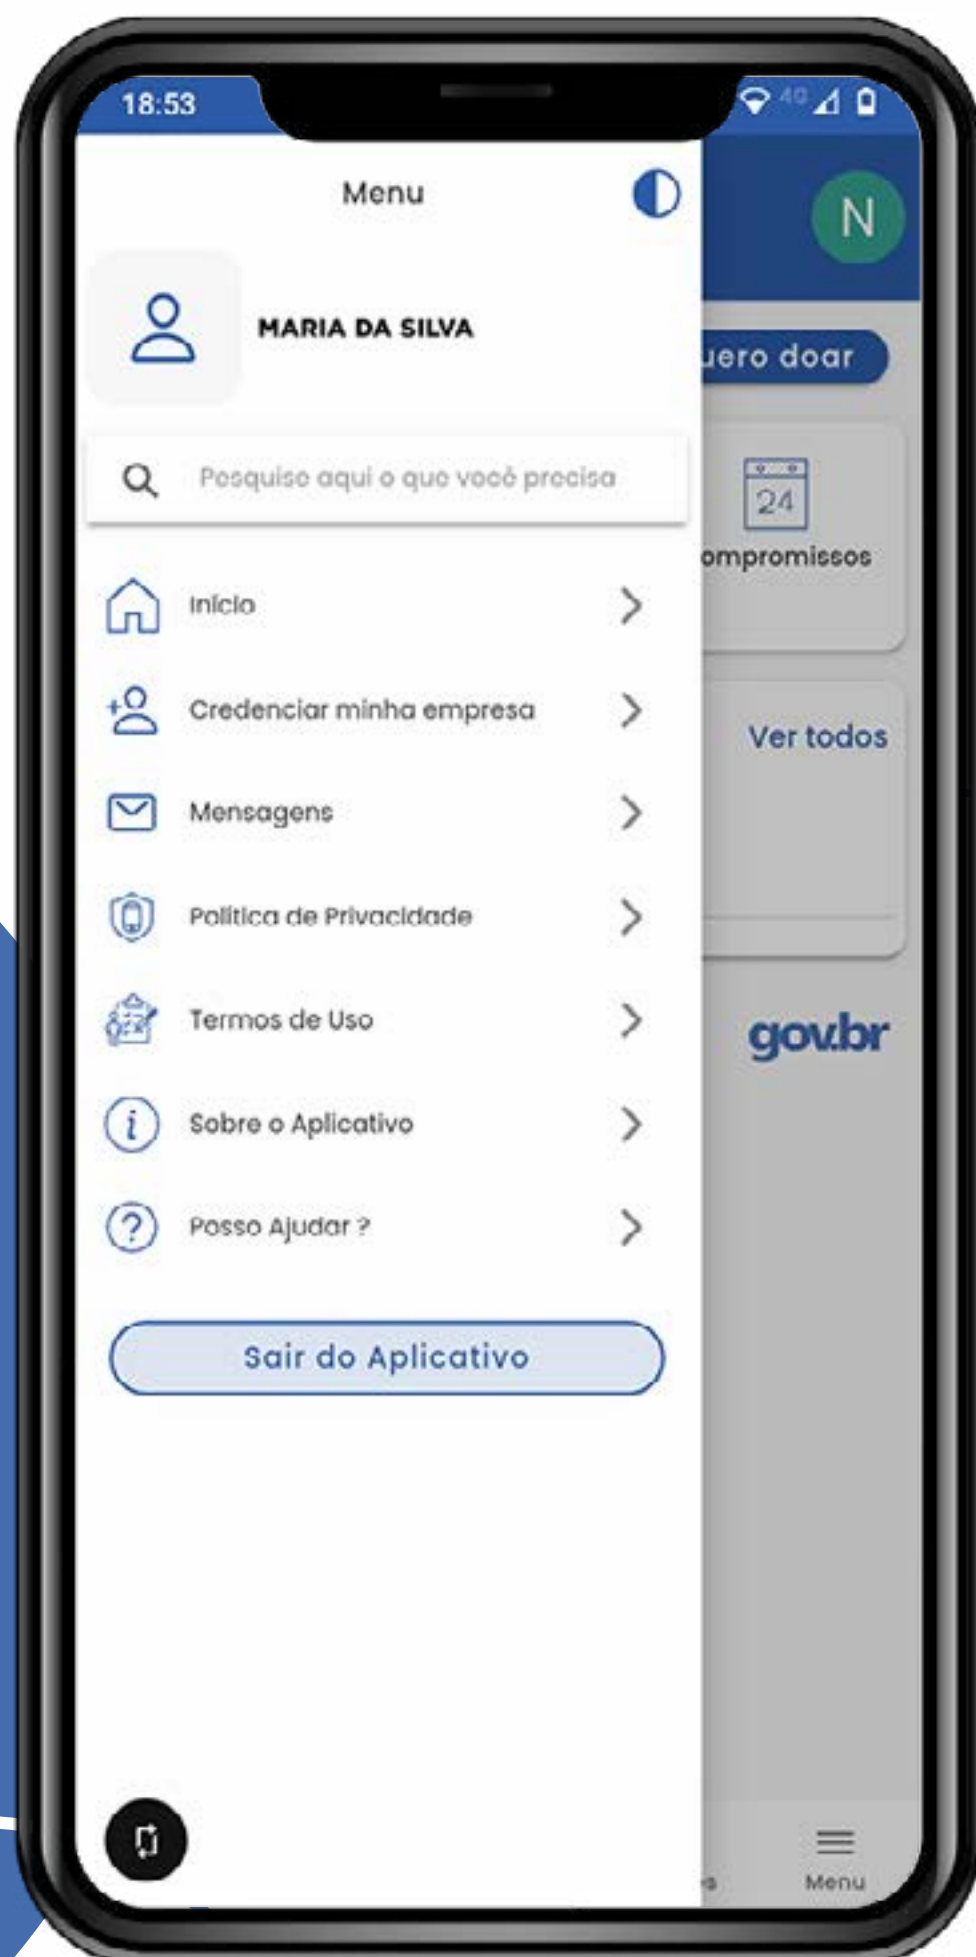 18:53
4G
Menu
N
MARIA DA SILVA
uero doar
Pesquise aqui o que você precisa
24
ompromissos
Início
Credenciar minha empresa
Ver todos
Mensagens
Política de Privacidade
Termos de Uso
gov.br
Sobre o Aplicativo
Posso Ajudar ?
Sair do Aplicativo
Menu